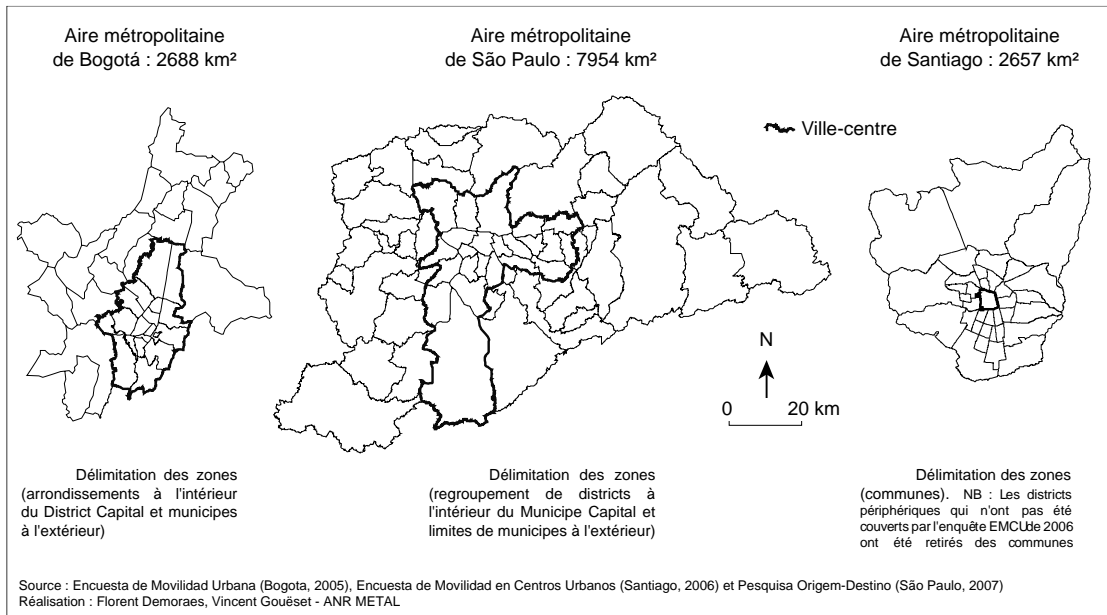 Aire métropolitaine
de Bogotá : 2688 km²
Aire métropolitaine
de São Paulo : 7954 km²
Aire métropolitaine
de Santiago : 2657 km²
Ville-centre
N
0 20 km
Délimitation des zones
(arrondissements à l'intérieur
du District Capital et municipes
à l'extérieur)
Délimitation des zones
(regroupement de districts à
l'intérieur du Municipe Capital et
limites de municipes à l'extérieur)
Délimitation des zones
(communes). NB : Les districts
périphériques qui n'ont pas été
couverts par l'enquête EMCUde 2006
ont été retirés des communes
Source : Encuesta de Movilidad Urbana (Bogota, 2005), Encuesta de Movilidad en Centros Urbanos (Santiago, 2006) et Pesquisa Origem-Destino (São Paulo, 2007)
Réalisation : Florent Demoraes, Vincent Gouëset - ANR METAL